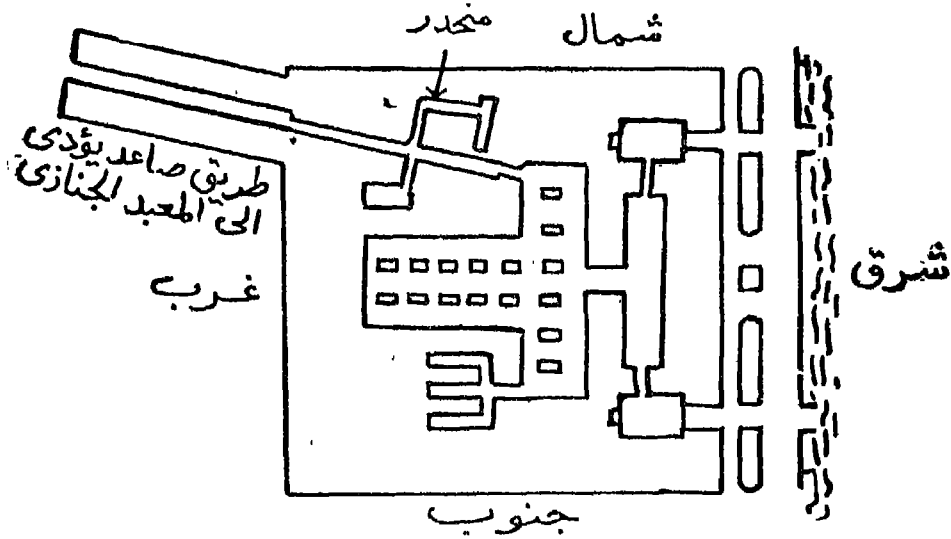 شمال
منحدر
طريق صاعد يؤدى
الى المعبد الجنازى
غرب
شرق
جنوب